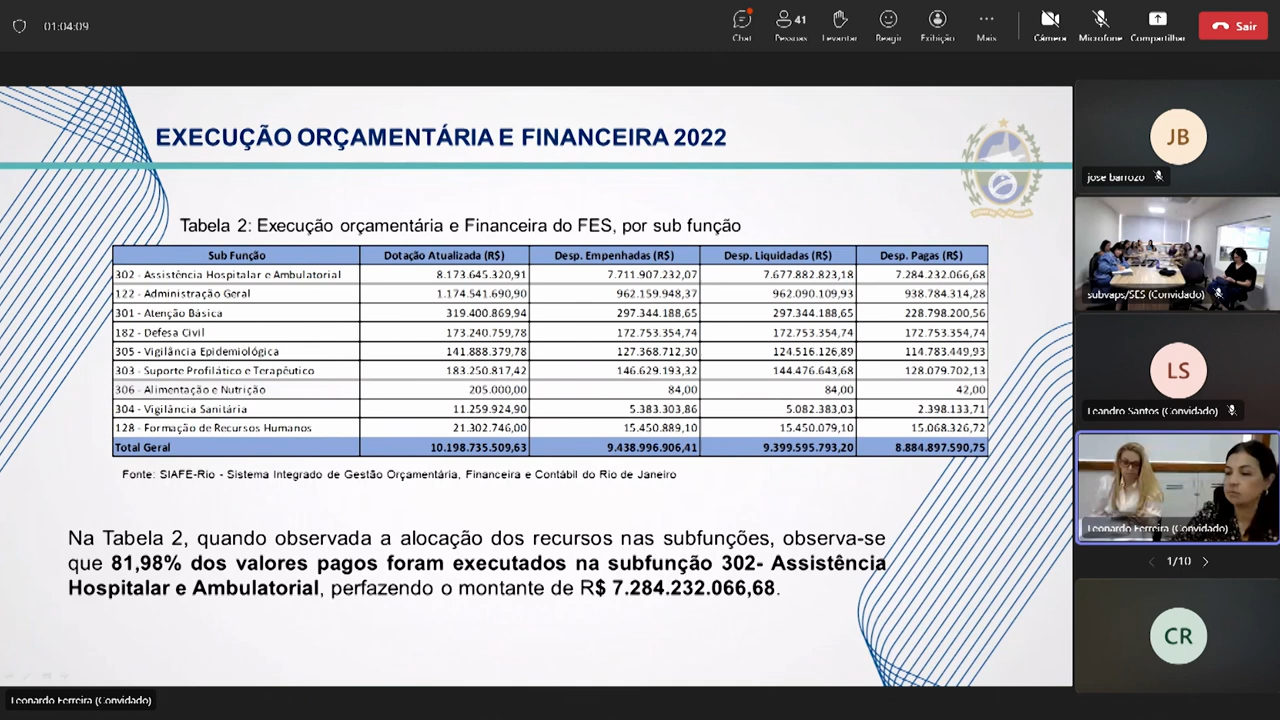 01:04:09
Chat
41
Pessoas
Levantar
Reagir
Exibição
Mais
Câmera
Microfone
Compartilhar
Sair
EXECUÇÃO ORÇAMENTÁRIA E FINANCEIRA 2022
Tabela 2: Execução orçamentária e Financeira do FES, por sub função
Sub Função Dotação Atualizada (R$) Desp. Empenhadas (R$) Desp. Liquidadas (R$) Desp. Pagas (R$)
302 - Assistência Hospitalar e Ambulatorial 8.173.645.320,91 7.711.907.232,07 7.677.882.823,18 7.284.232.066,68
122 - Administração Geral 1.174.541.690,90 962.159.948,37 962.090.109,93 938.784.314,28
301 - Atenção Básica 319.400.869,94 297.344.188,65 297.344.188,65 228.798.200,56
182 - Defesa Civil 173.240.759,78 172.753.354,74 172.753.354,74 172.753.354,74
305 - Vigilância Epidemiológica 141.888.379,78 127.368.712,30 124.516.126,89 114.783.449,93
303 - Suporte Profilático e Terapêutico 183.250.817,42 146.629.193,32 144.476.643,68 128.079.702,13
306 - Alimentação e Nutrição 205.000,00 84,00 84,00 42,00
304 - Vigilância Sanitária 11.259.924,90 5.383.303,86 5.082.383,03 2.398.133,71
128 - Formação de Recursos Humanos 21.302.746,00 15.450.889,10 15.450.079,10 15.068.326,72
Total Geral 10.198.735.509,63 9.438.996.906,41 9.399.595.793,20 8.884.897.590,75
Fonte: SIAFE-Rio - Sistema Integrado de Gestão Orçamentária, Financeira e Contábil do Rio de Janeiro
Na Tabela 2, quando observada a alocação dos recursos nas subfunções, observa-se
que 81,98% dos valores pagos foram executados na subfunção 302- Assistência
Hospitalar e Ambulatorial, perfazendo o montante de R$ 7.284.232.066,68.
Leonardo Ferreira (Convidado)
JB
jose barrozo
subvaps/SES (Convidado)
LS
Leandro Santos (Convidado)
Leonardo Ferreira (Convidado)
1/10
CR